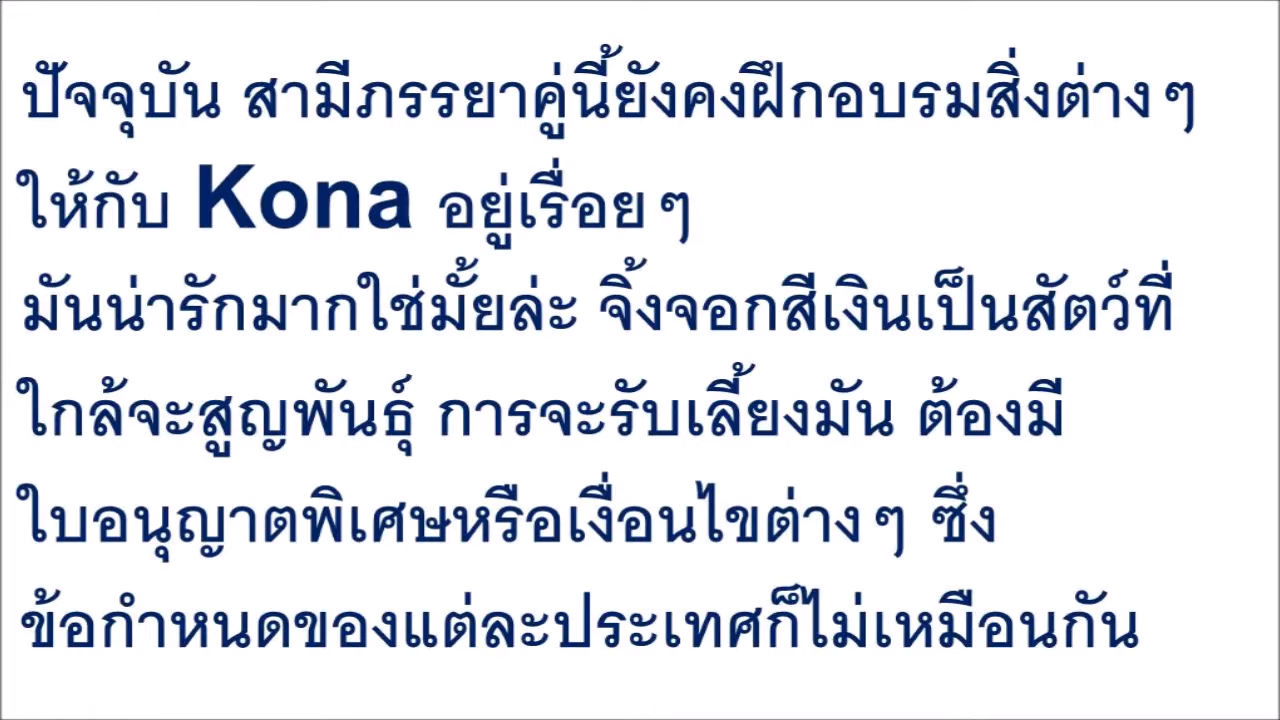 ปัจจุบัน สามีภรรยาคู่นี้ยังคงฝึกอบรมสิ่งต่างๆ
ให้กับ Kona อยู่เรื่อยๆ
มันน่ารักมากใช่มั้ยล่ะ จิ้งจอกสีเงินเป็นสัตว์ที่
ใกล้จะสูญพันธุ์ การจะรับเลี้ยงมัน ต้องมี
ใบอนุญาตพิเศษหรือเงื่อนไขต่างๆ ซึ่ง
ข้อกำหนดของแต่ละประเทศก็ไม่เหมือนกัน